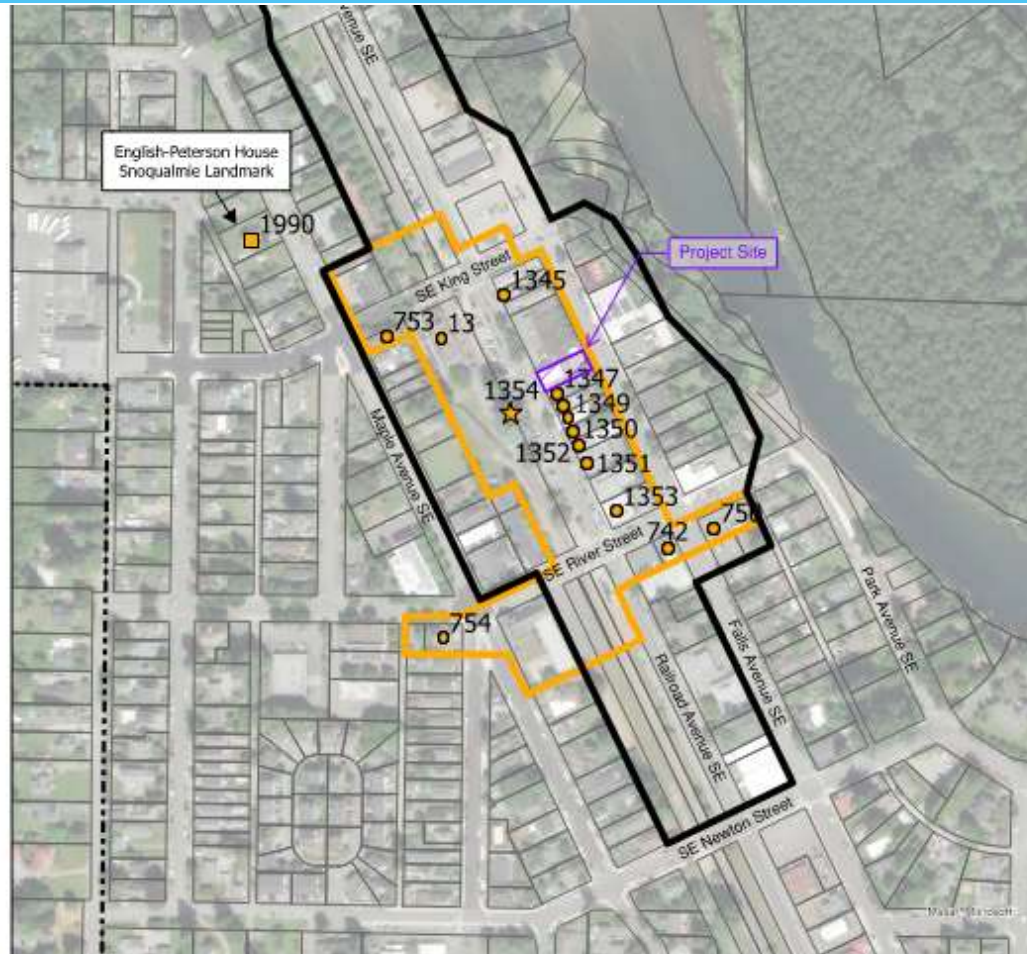 English-Peterson House
Snoqualmie Landmark
1990
Project Site
SE King Street
1345
753
13
1347
1354
1349
1350
1352
1351
1353
Maple Avenue SE
742
SE River Street
754
Park Avenue SE
Falls Avenue SE
Railroad Avenue SE
SE Newton Street
Microsoft